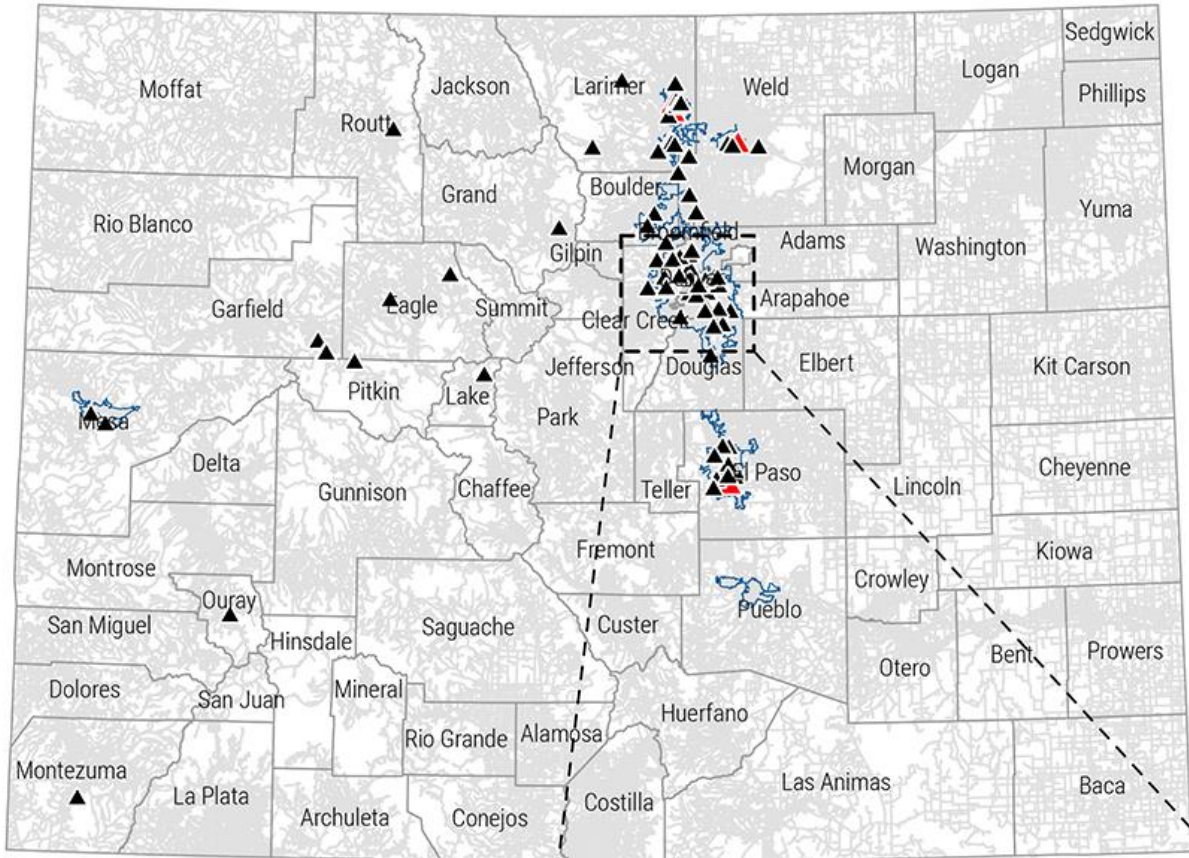 Sedgwick
Logan
Phillips
Moffat
Jackson
Larimer
Weld
Routt
Morgan
Grand
Boulder
Yuma
Rio Blanco
Broomfield
Adams
Washington
Gilpin
Garfield
Eagle
Summit
Arapahoe
Clear Creek
Jefferson
Douglas
Elbert
Kit Carson
Pitkin
Lake
Park
Mesa
Delta
Gunnison
Chaffee
Teller
El Paso
Lincoln
Cheyenne
Fremont
Kiowa
Montrose
Crowley
Ouray
Pueblo
San Miguel
Hinsdale
Saguache
Custer
Otero
Bent
Prowers
Dolores
San Juan
Mineral
Huerfano
Rio Grande
Alamosa
Montezuma
La Plata
Archuleta
Conejos
Costilla
Las Animas
Baca